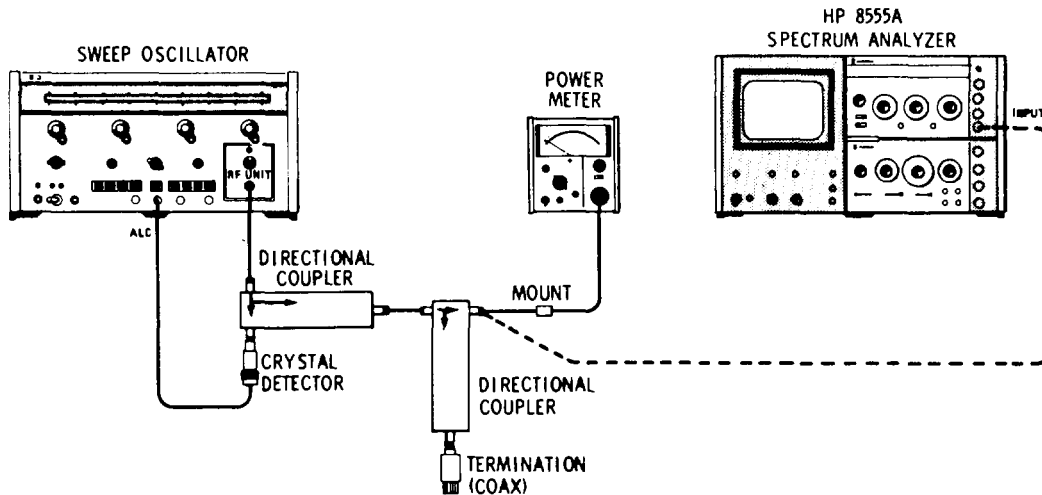 HP 8555A
SPECTRUM ANALYZER
SWEEP OSCILLATOR
POWER
METER
INPUT
RF UNIT
ALC
DIRECTIONAL
COUPLER
MOUNT
CRYSTAL
DETECTOR
DIRECTIONAL
COUPLER
TERMINATION
(COAX)